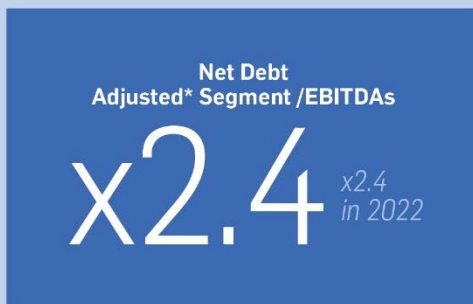 Net Debt
Adjusted* Segment /EBITDAs
x2.4
x2.4
in 2022